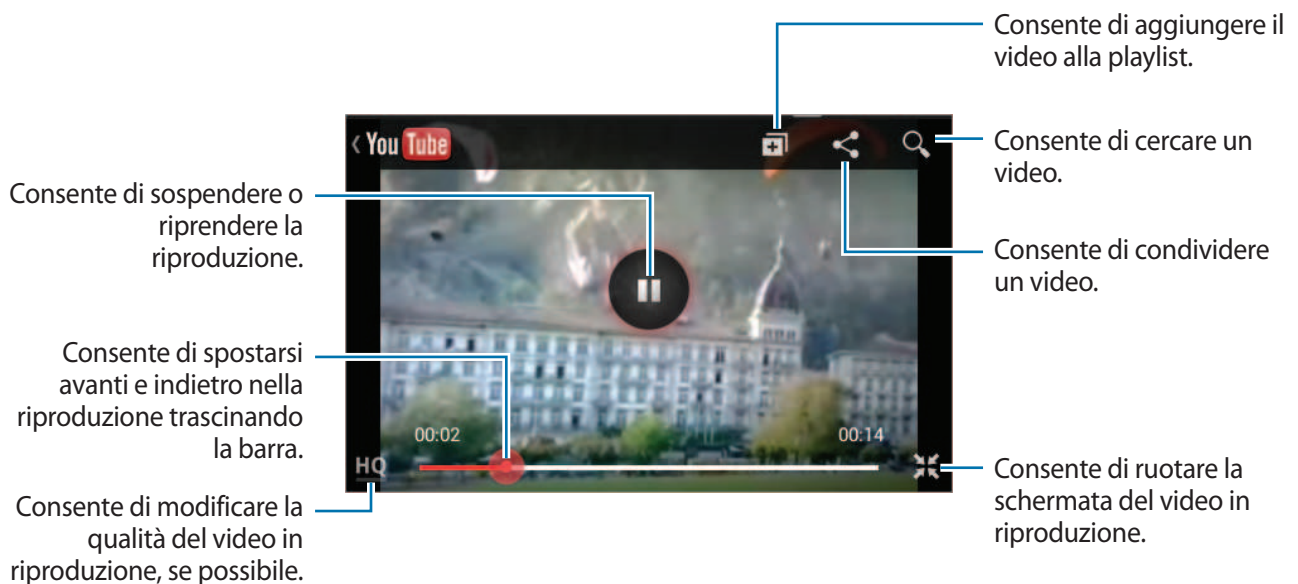 Consente di aggiungere il
video alla playlist.
You Tube
Consente di cercare un
video.
Consente di sospendere o
riprendere la
riproduzione.
Consente di condividere
un video.
Consente di spostarsi
avanti e indietro nella
riproduzione trascinando
la barra.
00:02
00:14
HQ
Consente di ruotare la
schermata del video in
riproduzione.
Consente di modificare la
qualità del video in
riproduzione, se possibile.